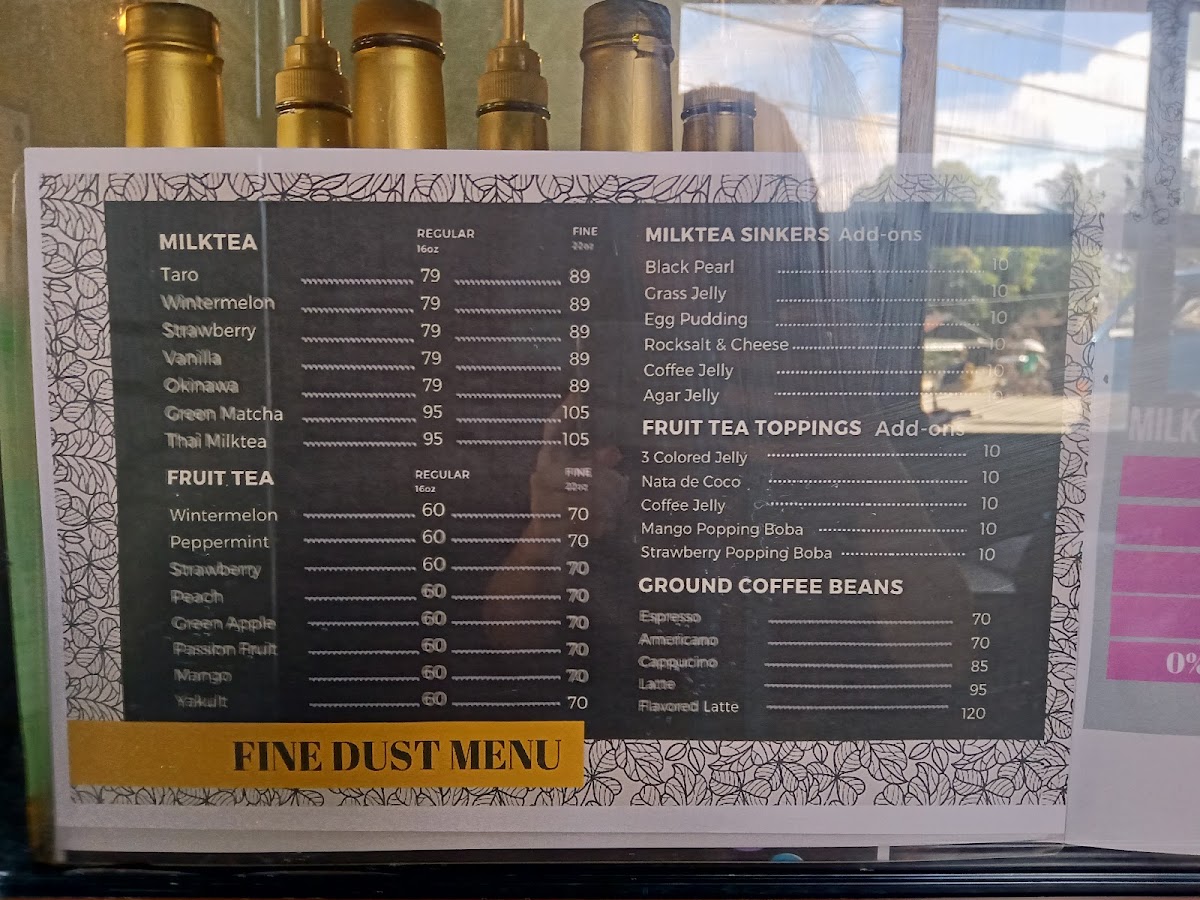 MILKTEA REGULAR FINE
16oz 22oz
Taro 79 89
Wintermelon 79 89
Strawberry 79 89
Vanilla 79 89
Okinawa 79 89
Green Matcha 95 105
Thai Milktea 95 105
FRUIT TEA REGULAR FINE
16oz 22oz
Wintermelon 60 70
Peppermint 60 70
Strawberry 60 70
Peach 60 70
Green Apple 60 70
Passion Fruit 60 70
Mango 60 70
Yakult 60 70
MILKTEA SINKERS Add-ons
Black Pearl 10
Grass Jelly 10
Egg Pudding 10
Rocksalt & Cheese 10
Coffee Jelly 10
Agar Jelly 10
FRUIT TEA TOPPINGS Add-ons
3 Colored Jelly 10
Nata de Coco 10
Coffee Jelly 10
Mango Popping Boba 10
Strawberry Popping Boba 10
GROUND COFFEE BEANS
Espresso 70
Americano 70
Cappucino 85
Latte 95
Flavored Latte 120
FINE DUST MENU
0%